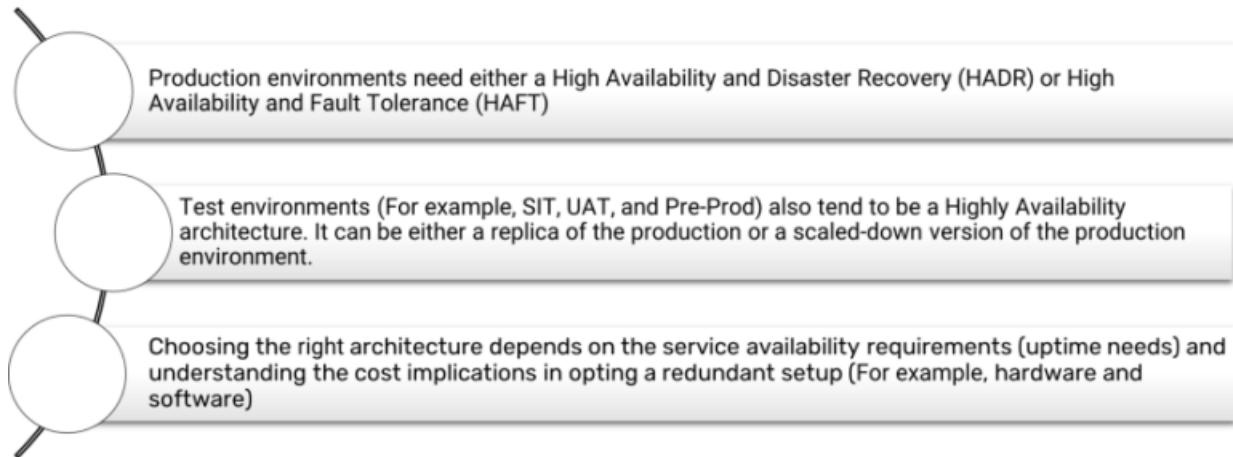 Production environments need either a High Availability and Disaster Recovery (HADR) or High
Availability and Fault Tolerance (HAFT)
Test environments (For example, SIT, UAT, and Pre-Prod) also tend to be a Highly Availability
architecture. It can be either a replica of the production or a scaled-down version of the production
environment.
Choosing the right architecture depends on the service availability requirements (uptime needs) and
understanding the cost implications in opting a redundant setup (For example, hardware and
software)